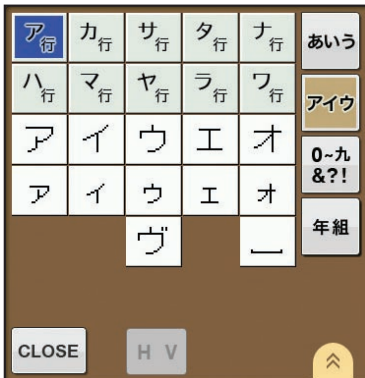 ア行 カ行 サ行 タ行 ナ行 あいう
ハ行 マ行 ヤ行 ラ行 ワ行 アイウ
ア イ ウ エ オ 0~九 &?!
ァ ィ ゥ ェ ォ 年組
ヴ
CLOSE H V